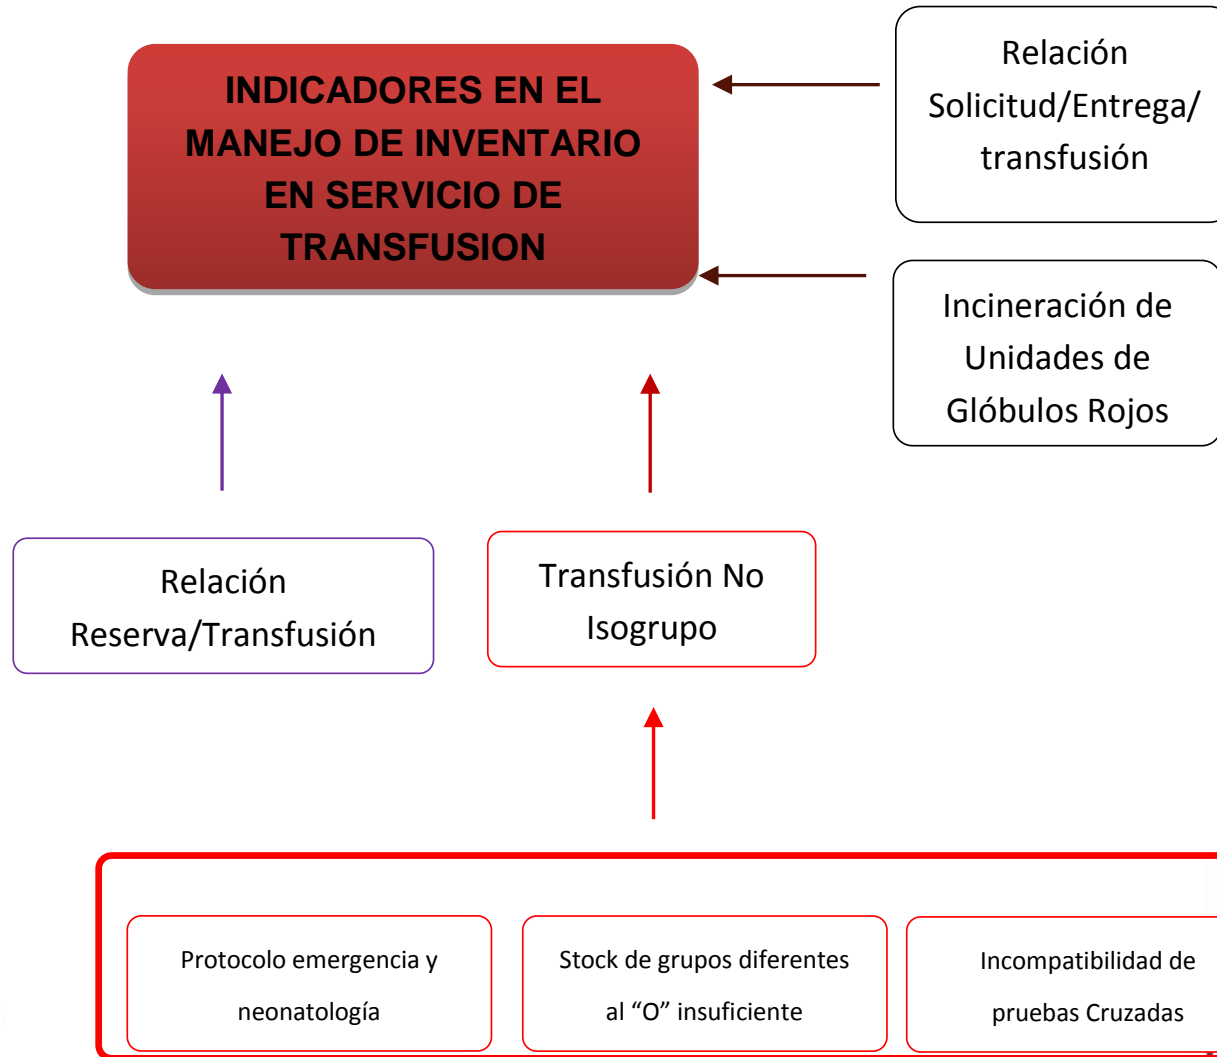 INDICADORES EN EL
MANEJO DE INVENTARIO
EN SERVICIO DE
TRANSFUSION
Relación
Solicitud/Entrega/
transfusión
Incineración de
Unidades de
Glóbulos Rojos
Relación
Reserva/Transfusión
Transfusión No
Isogrupo
Protocolo emergencia y
neonatología
Stock de grupos diferentes
al “O” insuficiente
Incompatibilidad de
pruebas Cruzadas